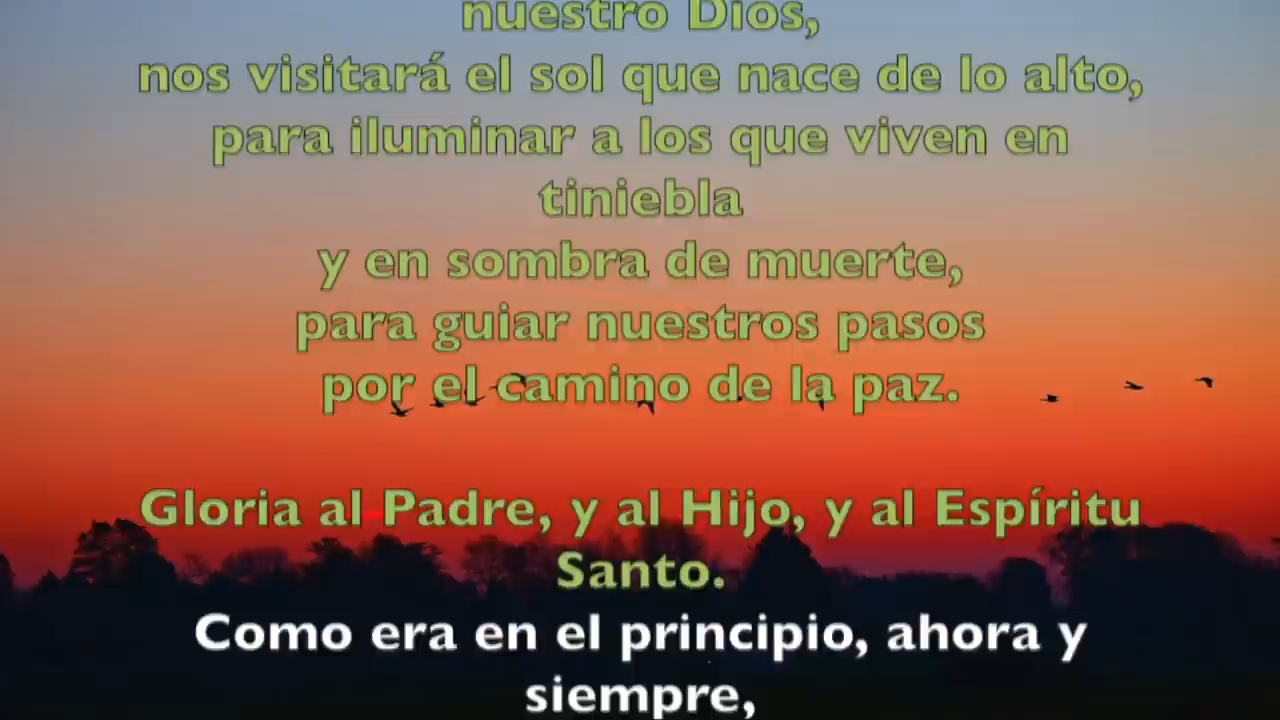 nuestro Dios,
nos visitará el sol que nace de lo alto,
para iluminar a los que viven en
tiniebla
y en sombra de muerte,
para guiar nuestros pasos
por el camino de la paz.
Gloria al Padre, y al Hijo, y al Espíritu
Santo.
Como era en el principio, ahora y
siempre,